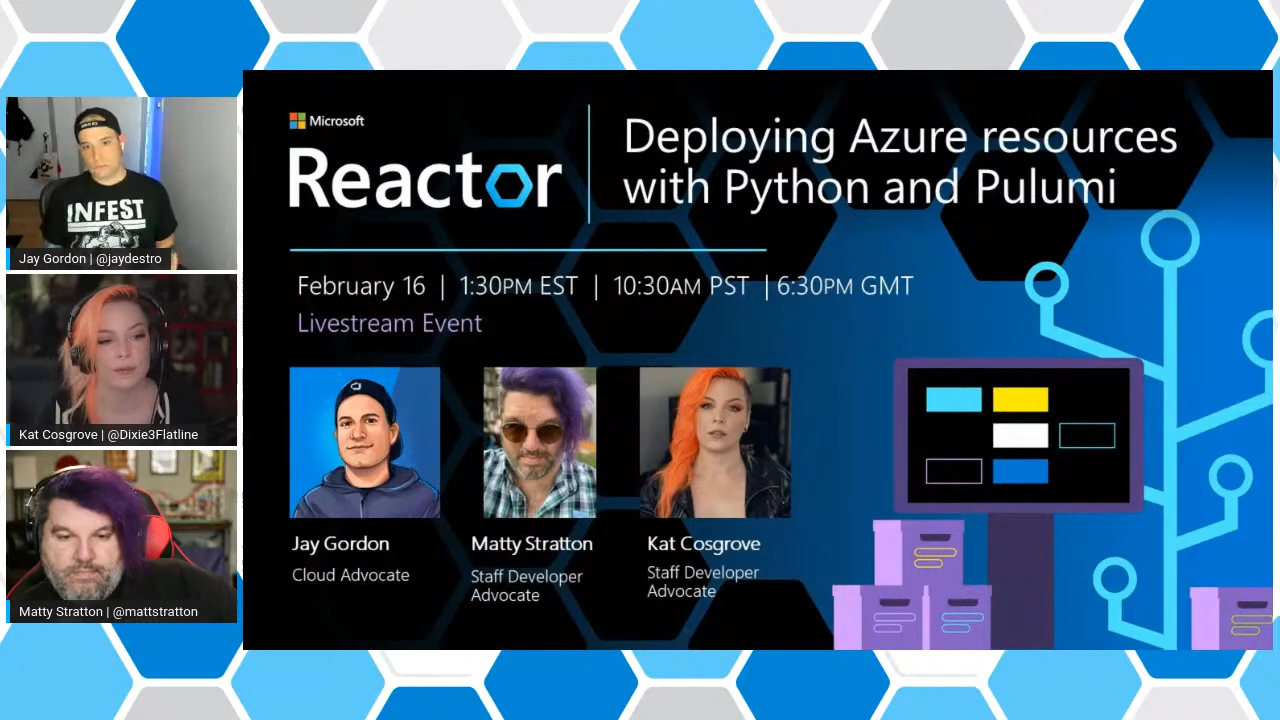 Microsoft
Reactor
Deploying Azure resources
with Python and Pulumi
February 16 | 1:30PM EST | 10:30AM PST | 6:30PM GMT
Livestream Event
Jay Gordon
Cloud Advocate
Matty Stratton
Staff Developer
Advocate
Kat Cosgrove
Staff Developer
Advocate
INFEST
Jay Gordon | @jaydestro
Kat Cosgrove | @Dixie3Flatline
Matty Stratton | @mattstratton